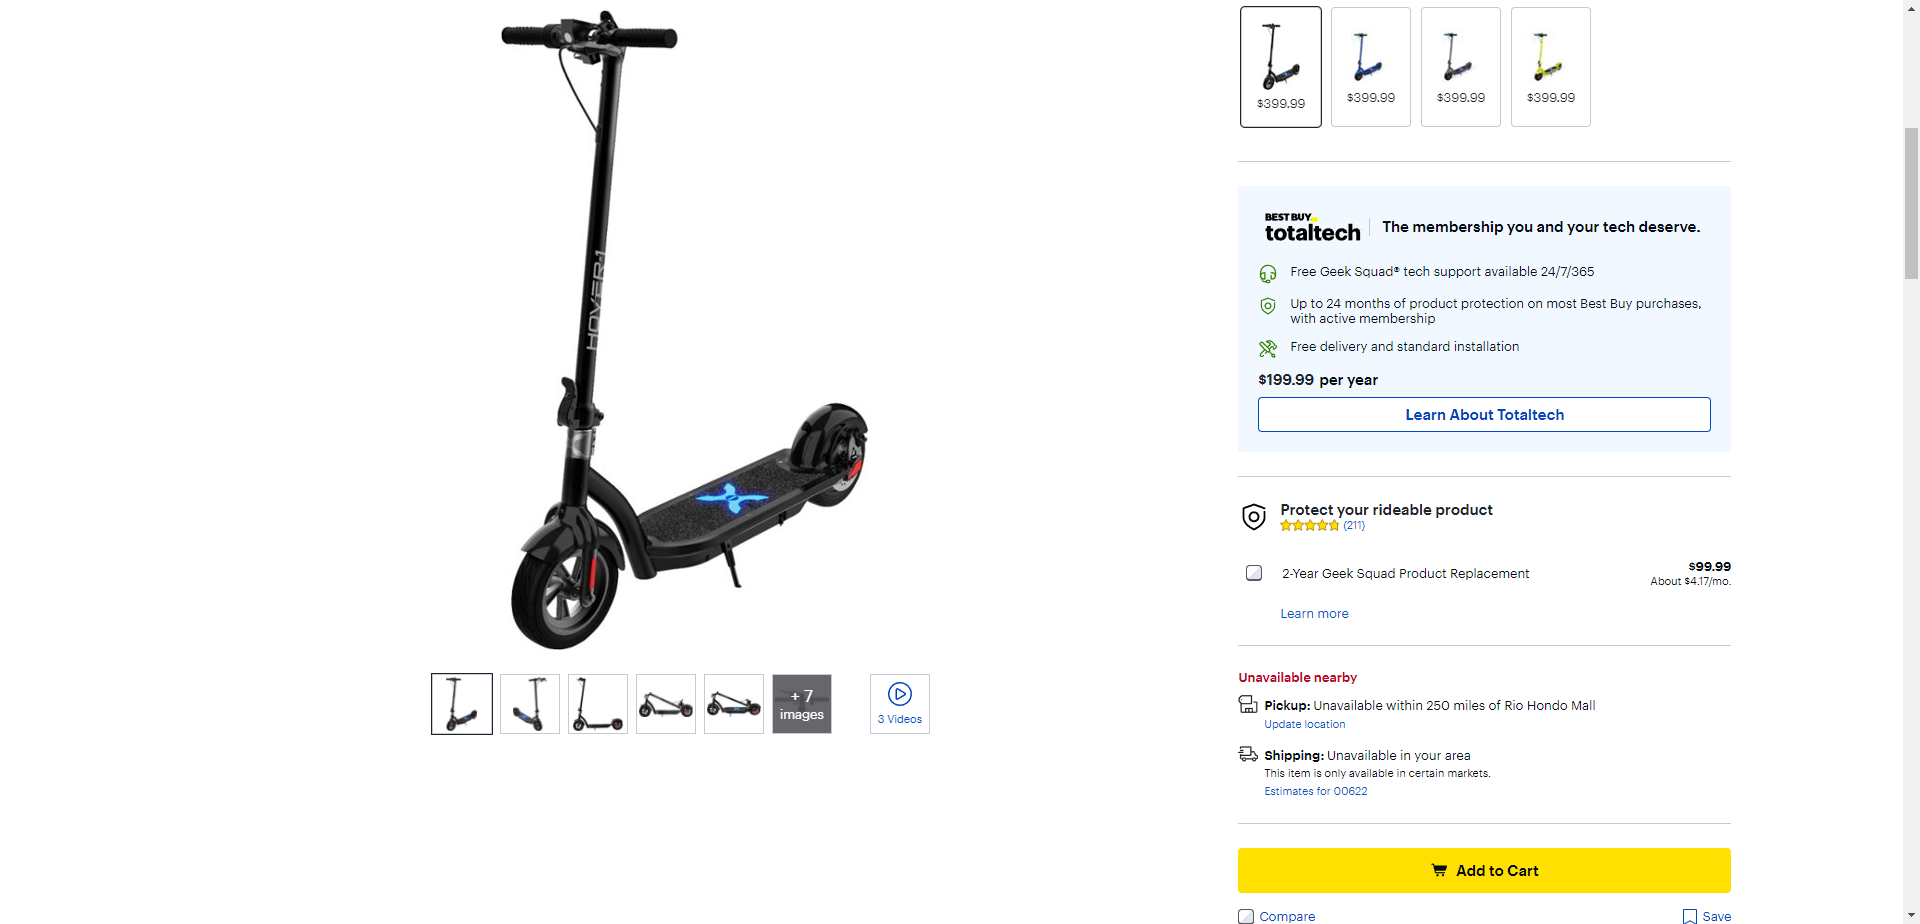 HOVER-1
+ 7
images
3 Videos
$399.99
$399.99
$399.99
$399.99
BEST BUY
totaltech
The membership you and your tech deserve.
Free Geek Squad® tech support available 24/7/365
Up to 24 months of product protection on most Best Buy purchases,
with active membership
Free delivery and standard installation
$199.99 per year
Learn About Totaltech
Protect your rideable product
(211)
2-Year Geek Squad Product Replacement
$99.99
About $4.17/mo.
Learn more
Unavailable nearby
Pickup: Unavailable within 250 miles of Rio Hondo Mall
Update location
Shipping: Unavailable in your area
This item is only available in certain markets.
Estimates for 00622
Add to Cart
Compare
Save